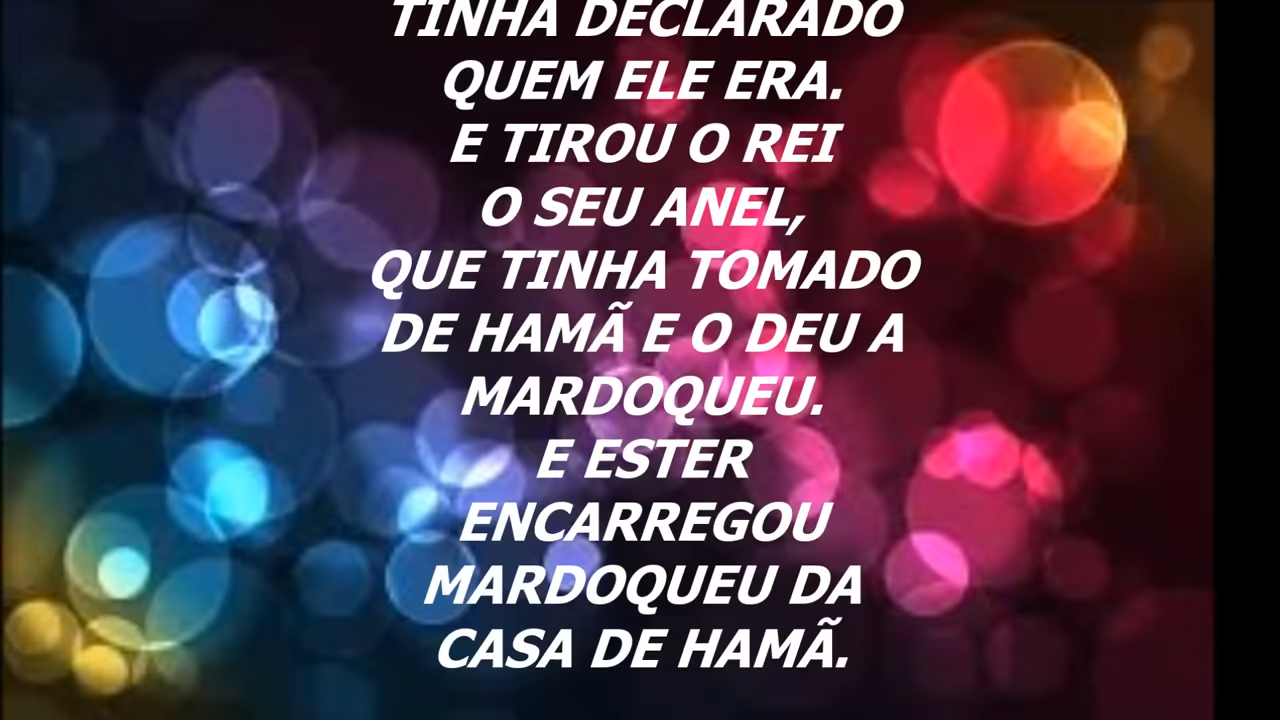 TINHA DECLARADO
QUEM ELE ERA.
E TIROU O REI
O SEU ANEL,
QUE TINHA TOMADO
DE HAMÃ E O DEU A
MARDOQUEU.
E ESTER
ENCARREGOU
MARDOQUEU DA
CASA DE HAMÃ.